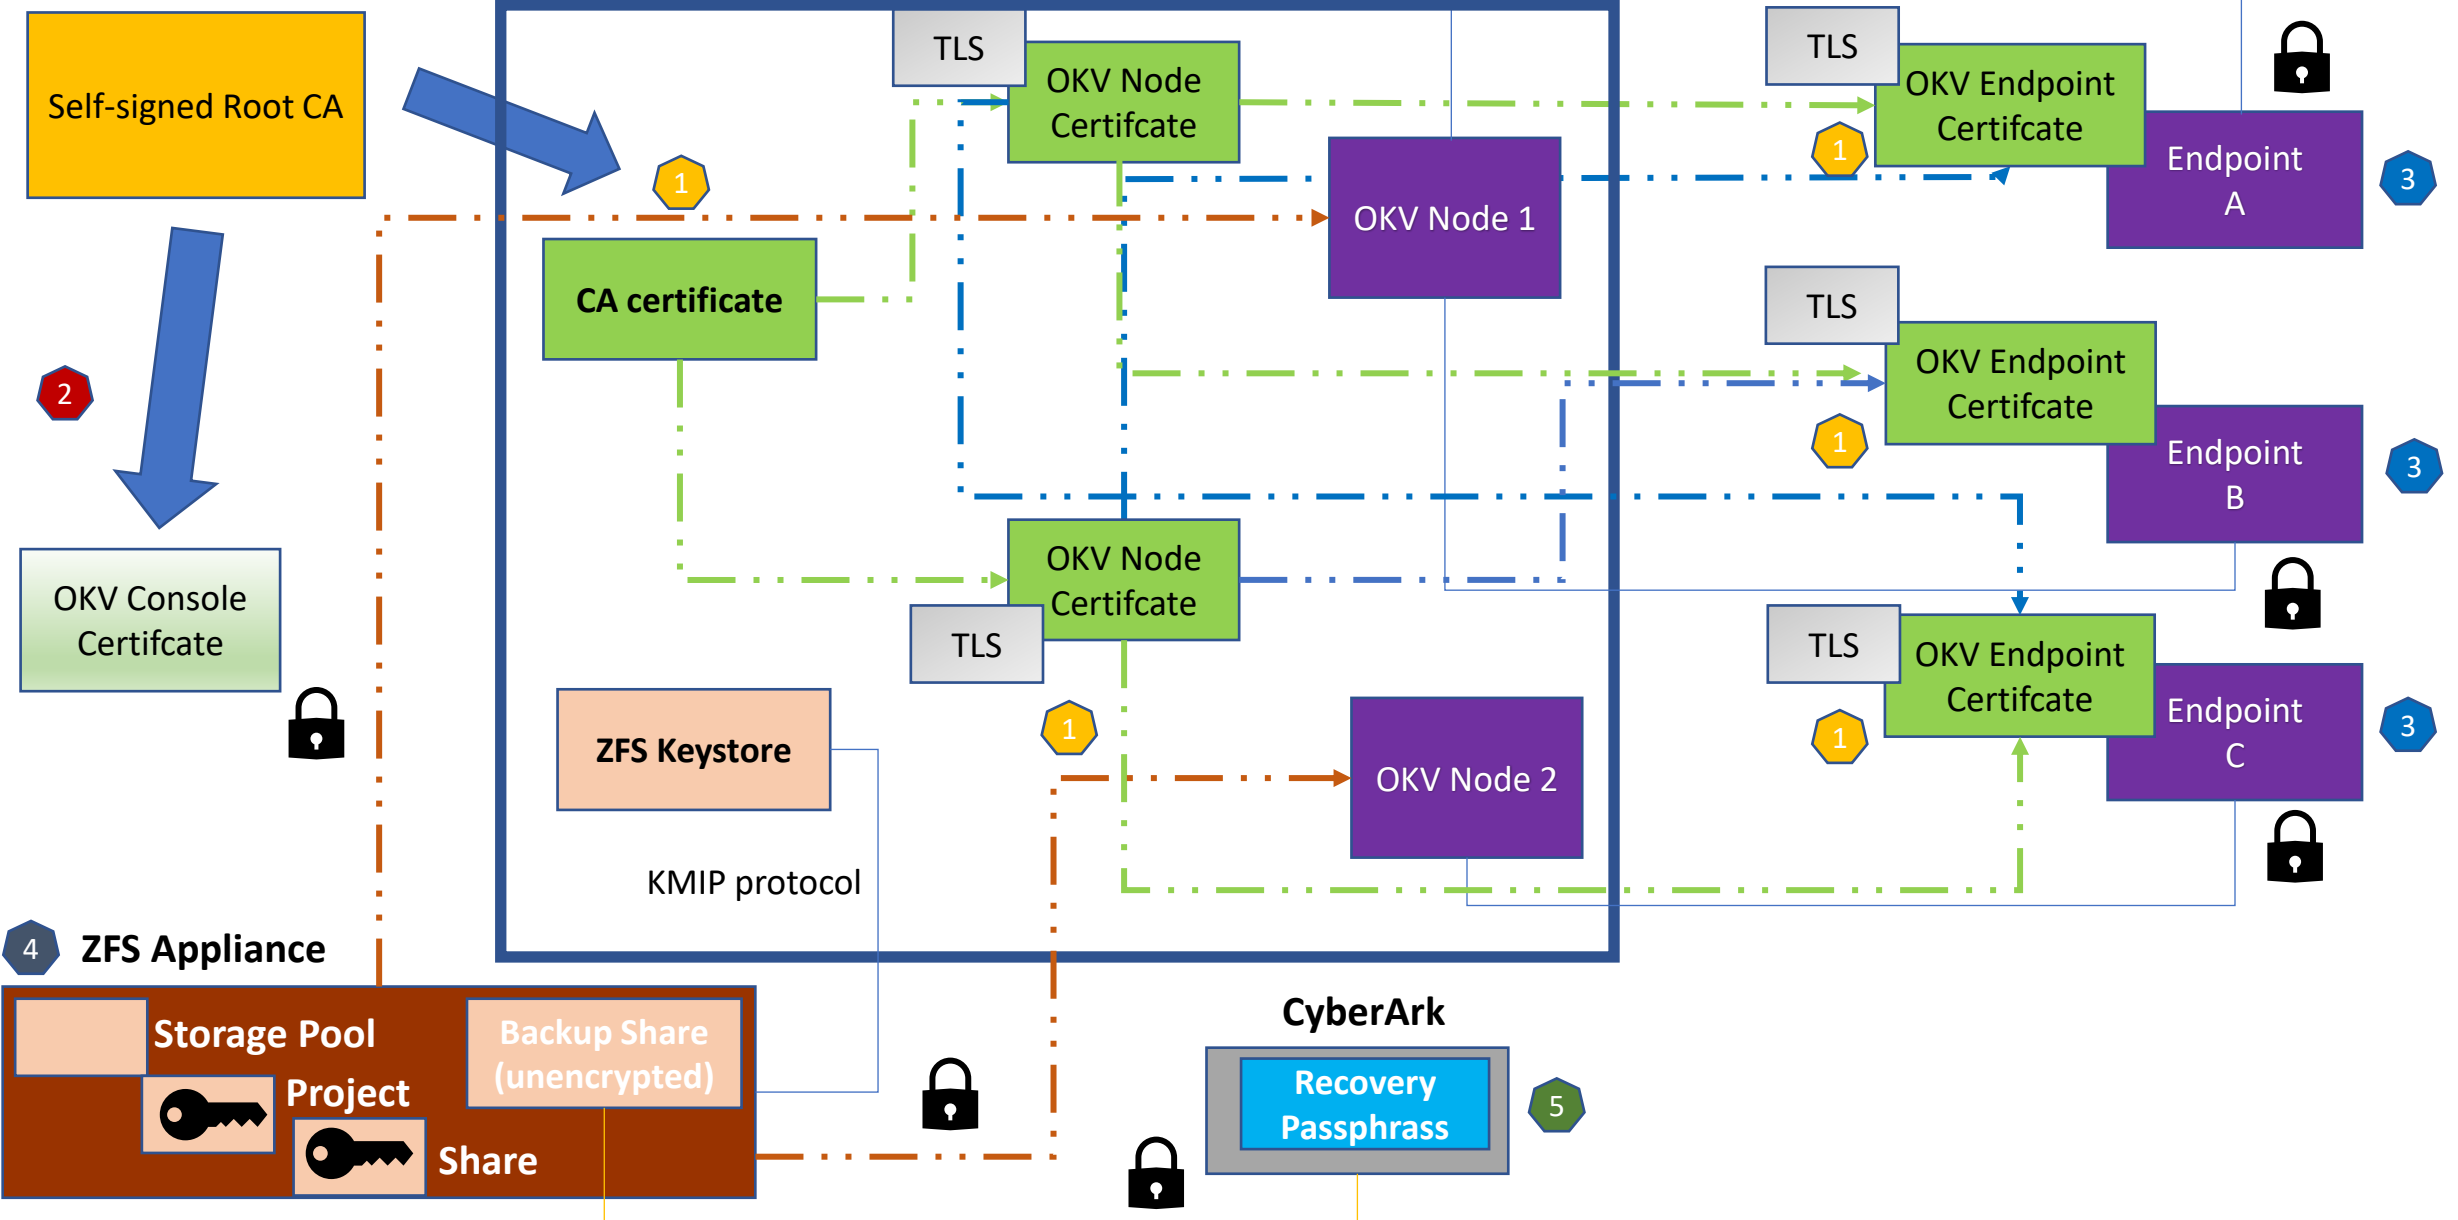 Self-signed Root CA
TLS
OKV Node
Certifcate
TLS
OKV Endpoint
Certifcate
1
Endpoint
A
3
1
OKV Node 1
CA certificate
TLS
OKV Endpoint
Certifcate
1
Endpoint
B
3
2
OKV Console
Certifcate
OKV Node
Certifcate
TLS
1
TLS
OKV Endpoint
Certifcate
1
Endpoint
C
3
ZFS Keystore
OKV Node 2
KMIP protocol
4
ZFS Appliance
Storage Pool
Project
Share
Backup Share
(unencrypted)
CyberArk
Recovery
Passphrass
5